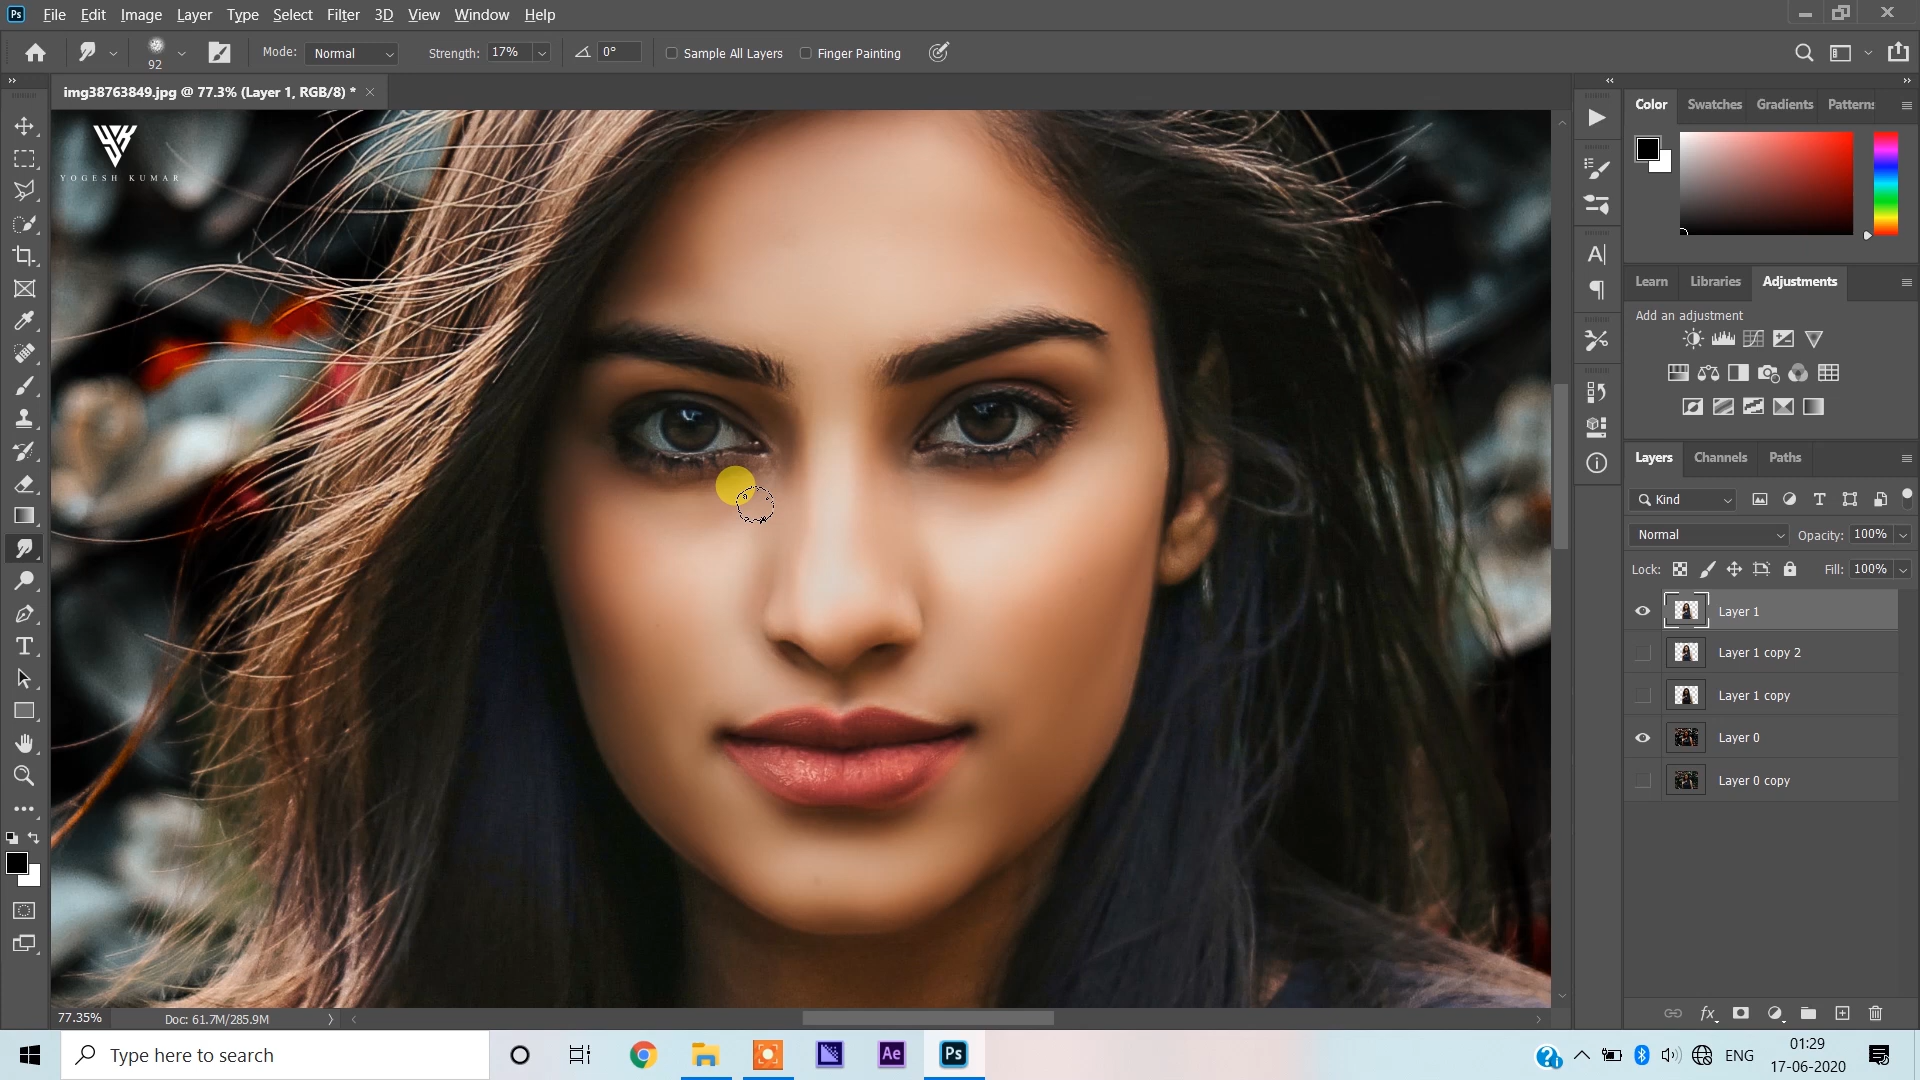 Ps File Edit Image Layer Type Select Filter 3D View Window Help
92 Mode: Normal Strength: 17% 0° Sample All Layers Finger Painting
img38763849.jpg @ 77.3% (Layer 1, RGB/8) *
YOGESH KUMAR
Color Swatches Gradients Patterns
Learn Libraries Adjustments
Add an adjustment
Layers Channels Paths
Kind
Normal Opacity: 100%
Lock: Fill: 100%
Layer 1
Layer 1 copy 2
Layer 1 copy
Layer 0
Layer 0 copy
fx
77.35% Doc: 61.7M/285.9M
Type here to search Ae Ps ENG 01:29
17-06-2020